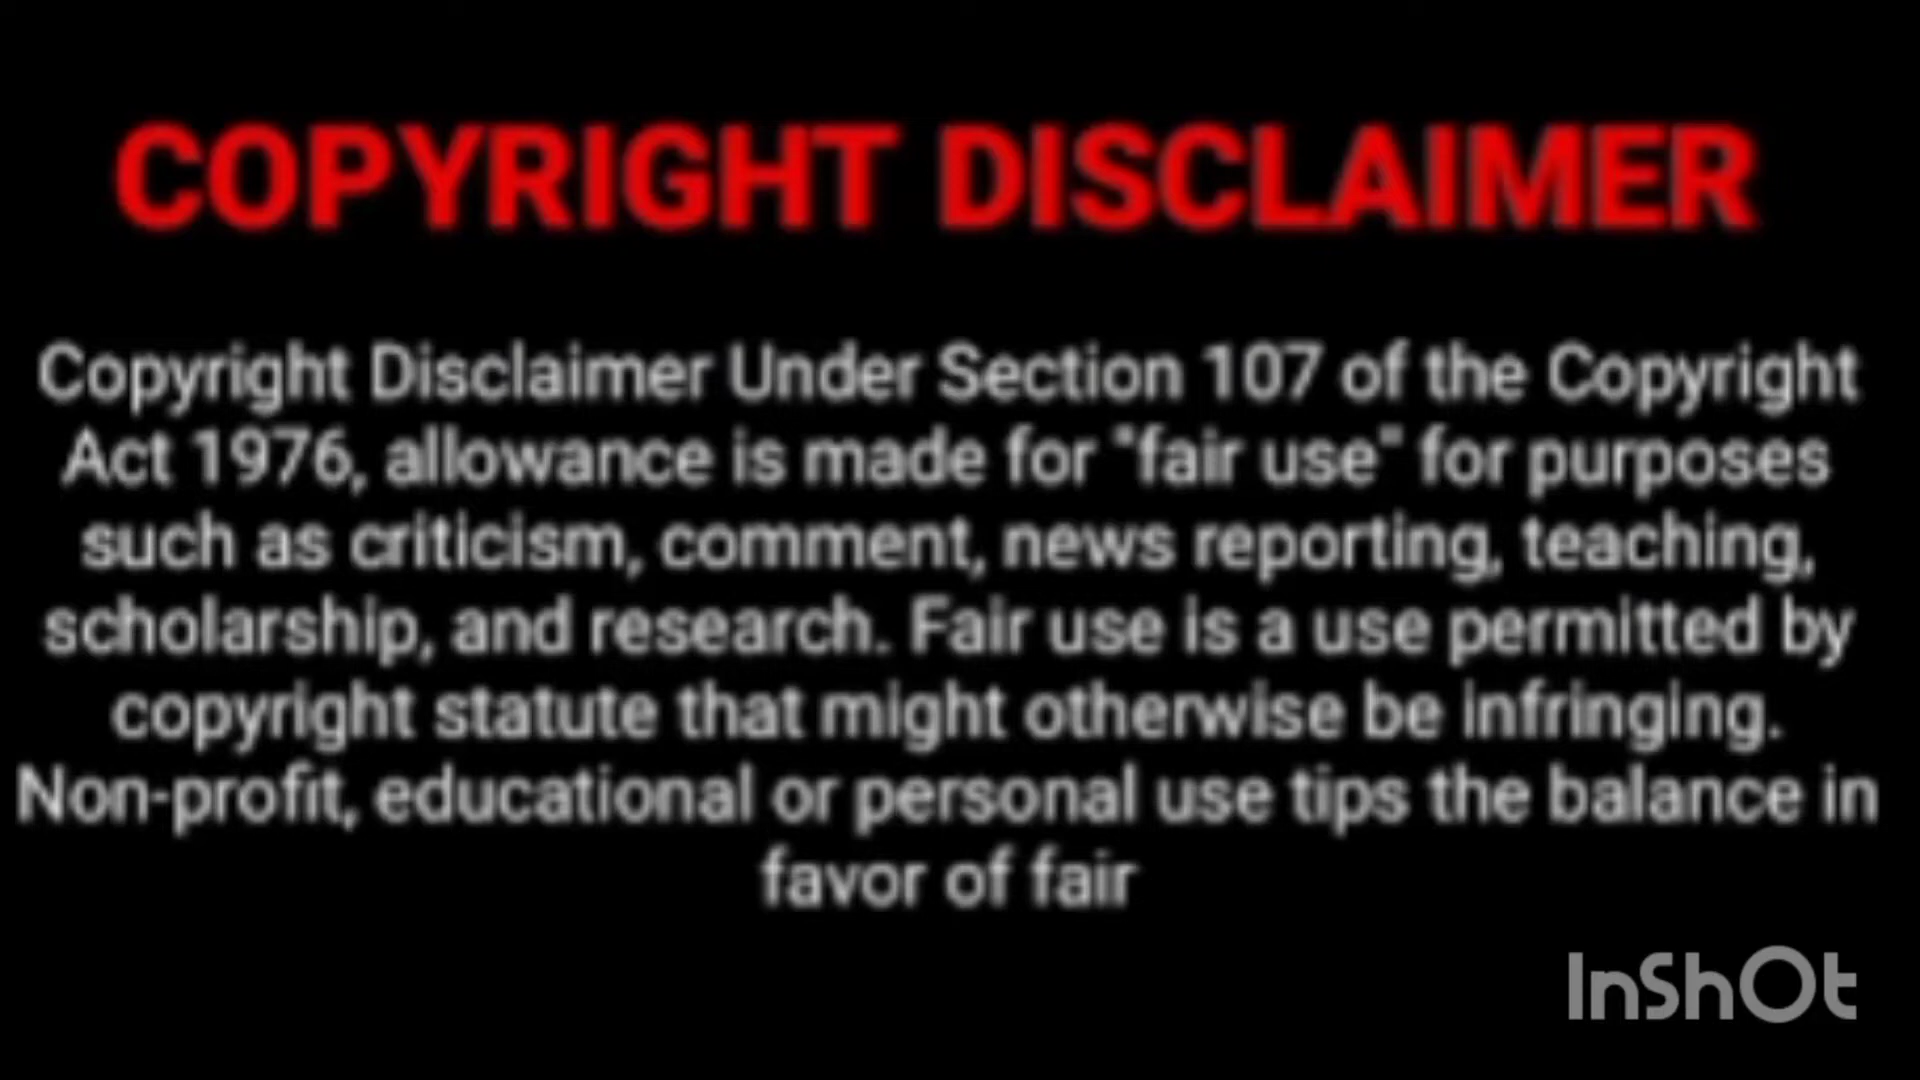 COPYRIGHT DISCLAIMER
Copyright Disclaimer Under Section 107 of the Copyright
Act 1976, allowance is made for "fair use" for purposes
such as criticism, comment, news reporting, teaching,
scholarship, and research. Fair use is a use permitted by
copyright statute that might otherwise be infringing.
Non-profit, educational or personal use tips the balance in
favor of fair
InShOt